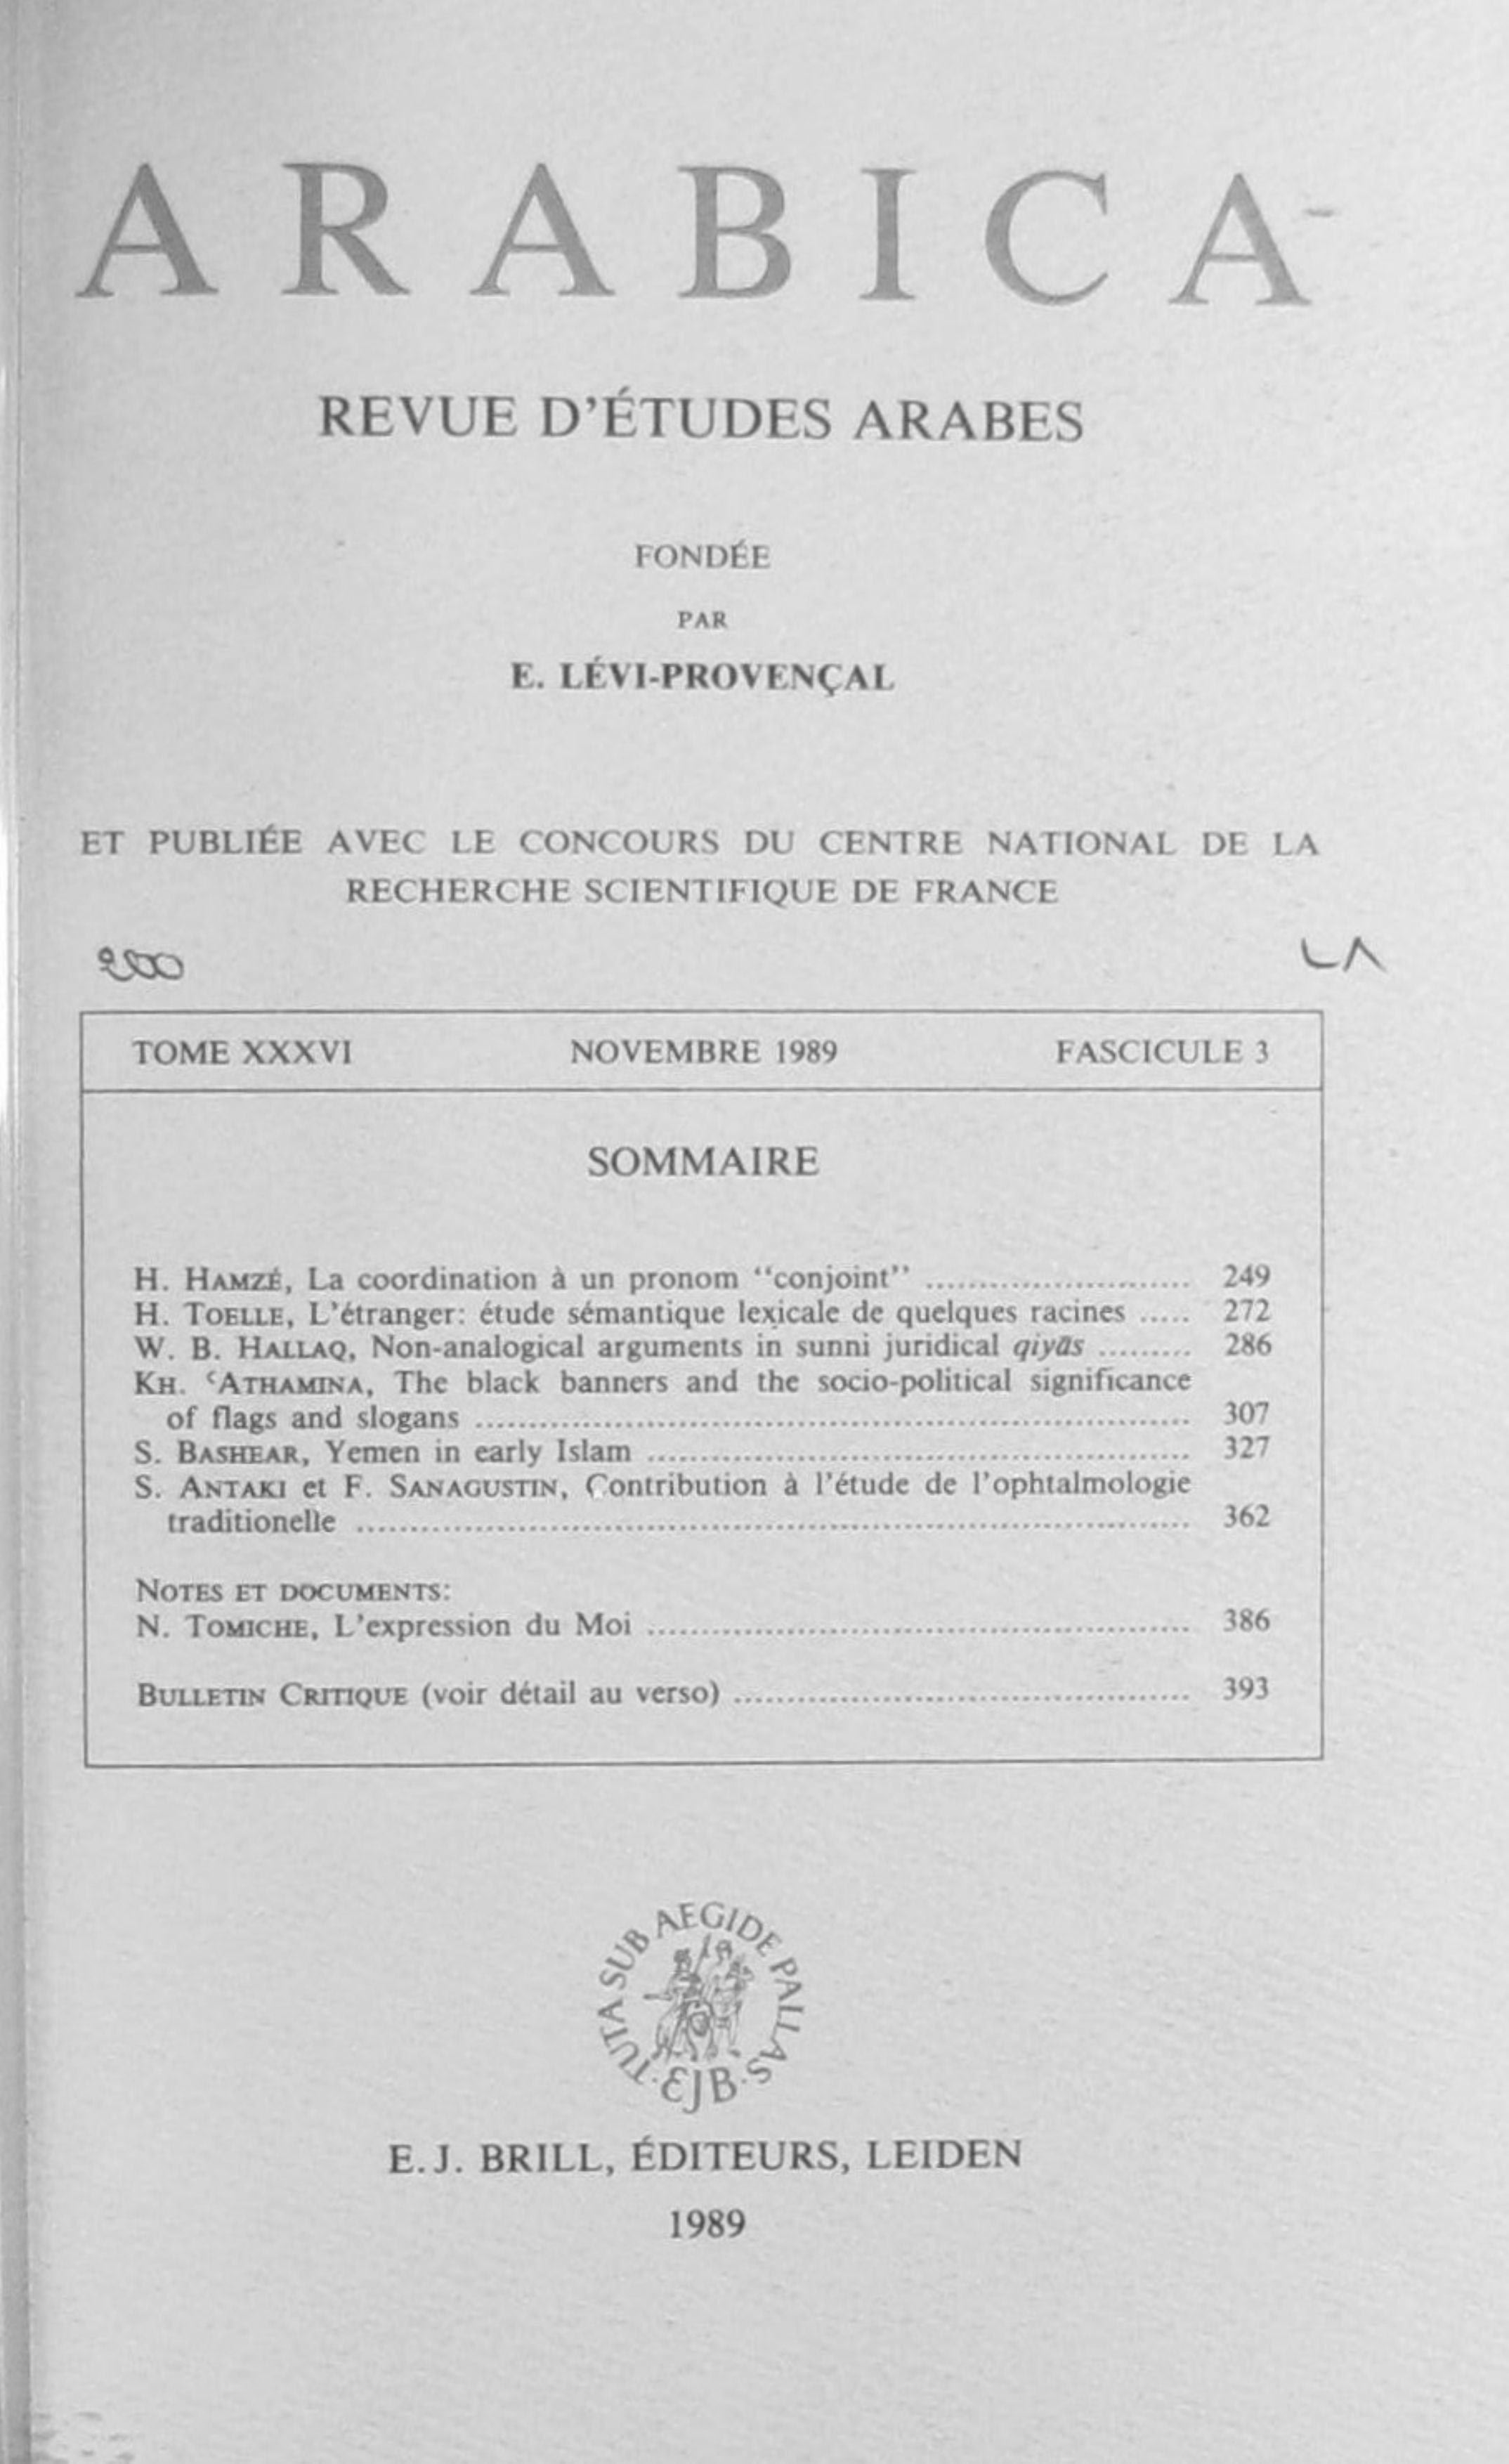 ARABICA
REVUE D'ÉTUDES ARABES
FONDÉE
PAR
E. LÉVI-PROVENÇAL
ET PUBLIÉE AVEC LE CONCOURS DU CENTRE NATIONAL DE LA
RECHERCHE SCIENTIFIQUE DE FRANCE
200
TOME XXXVI NOVEMBRE 1989 FASCICULE 3
SOMMAIRE
H. HAMZÉ, La coordination à un pronom ‘‘conjoint’’ ........................ 249
H. TOELLE, L'étranger: étude sémantique lexicale de quelques racines ..... 272
W. B. HALLAQ, Non-analogical arguments in sunni juridical qiyās ......... 286
KH. ʿATHAMINA, The black banners and the socio-political significance
of flags and slogans ........................ 307
S. BASHEAR, Yemen in early Islam ........................ 327
S. ANTAKI et F. SANAGUSTIN, Contribution à l'étude de l'ophtalmologie
traditionelle ........................ 362
NOTES ET DOCUMENTS:
N. TOMICHE, L'expression du Moi ........................ 386
BULLETIN CRITIQUE (voir détail au verso) ........................ 393
TUTA SUB AEGIDE PALLAS
EJB
E. J. BRILL, ÉDITEURS, LEIDEN
1989